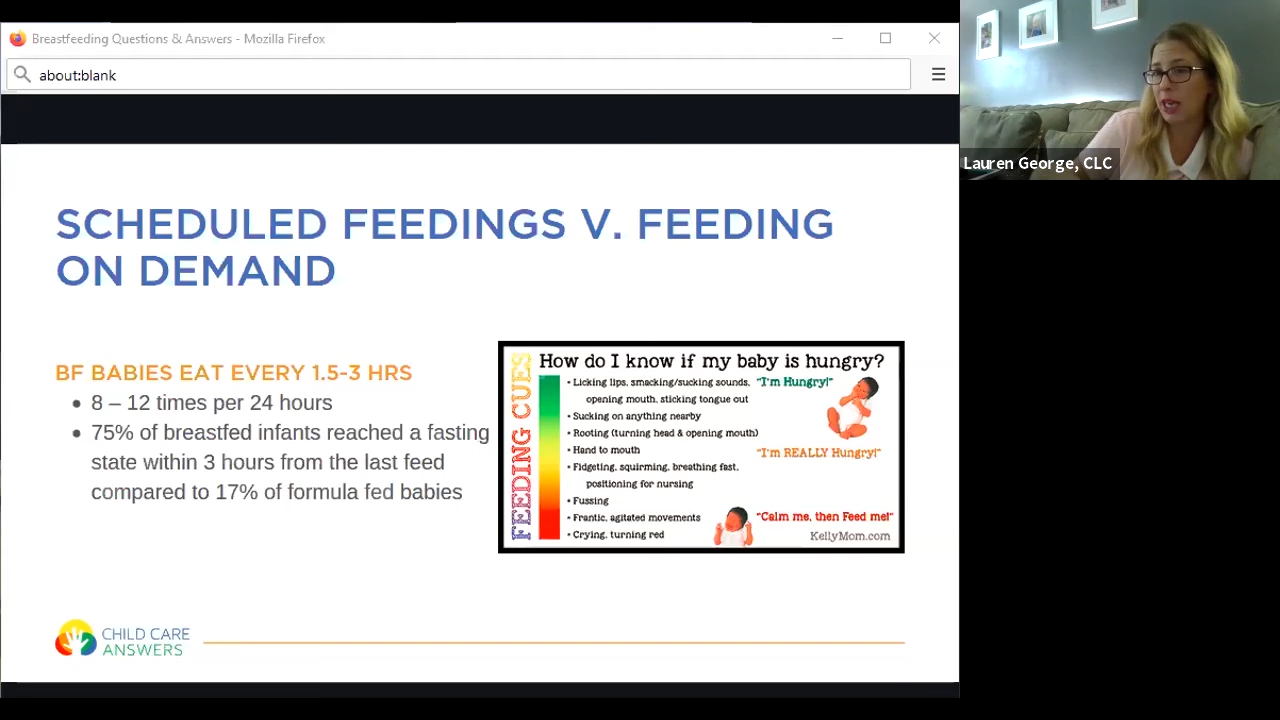 Breastfeeding Questions & Answers - Mozilla Firefox
about:blank
Lauren George, CLC
SCHEDULED FEEDINGS V. FEEDING
ON DEMAND
BF BABIES EAT EVERY 1.5-3 HRS
• 8 – 12 times per 24 hours
• 75% of breastfed infants reached a fasting
state within 3 hours from the last feed
compared to 17% of formula fed babies
FEEDING CUES
How do I know if my baby is hungry?
• Licking lips, smacking/sucking sounds,
opening mouth, sticking tongue out
• Sucking on anything nearby
• Rooting (turning head & opening mouth)
• Hand to mouth
• Fidgeting, squirming, breathing fast,
positioning for nursing
• Fussing
• Frantic, agitated movements
• Crying, turning red
"I'm Hungry!"
"I'm REALLY Hungry!"
"Calm me, then Feed me!"
KellyMom.com
CHILD CARE
ANSWERS